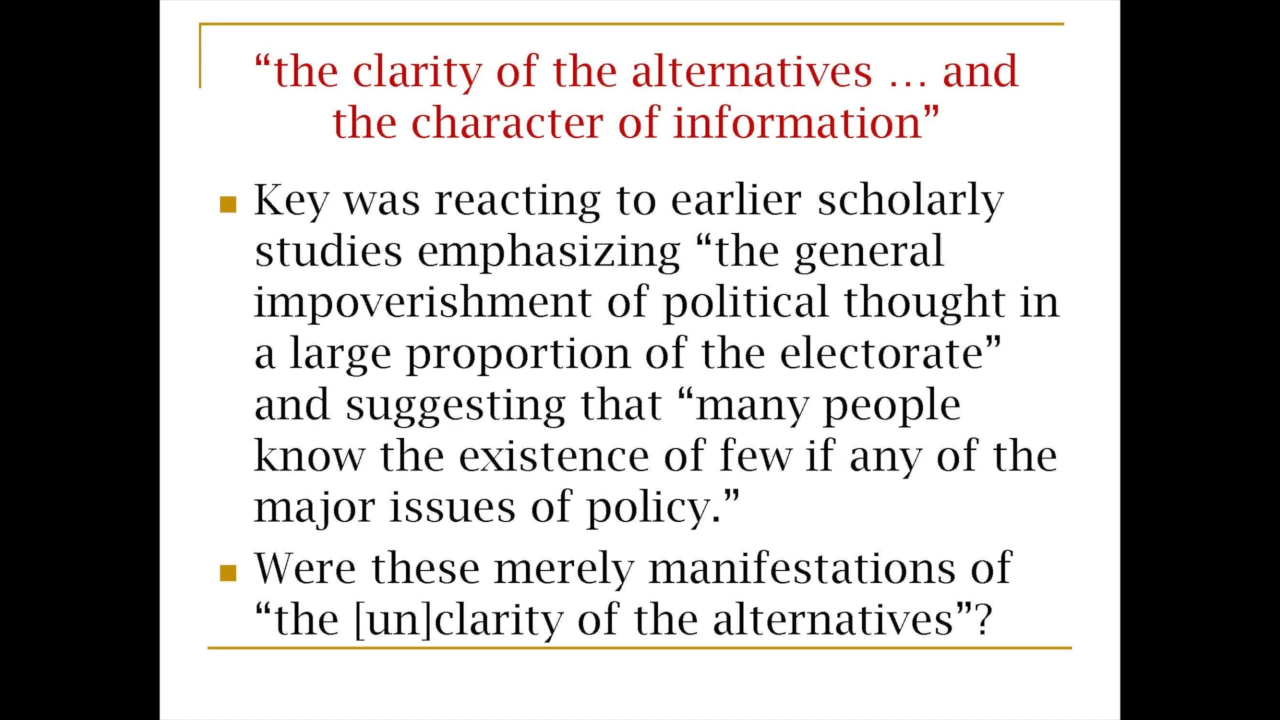 “the clarity of the alternatives … and
the character of information”
Key was reacting to earlier scholarly
studies emphasizing “the general
impoverishment of political thought in
a large proportion of the electorate”
and suggesting that “many people
know the existence of few if any of the
major issues of policy.”
Were these merely manifestations of
“the [un]clarity of the alternatives”?